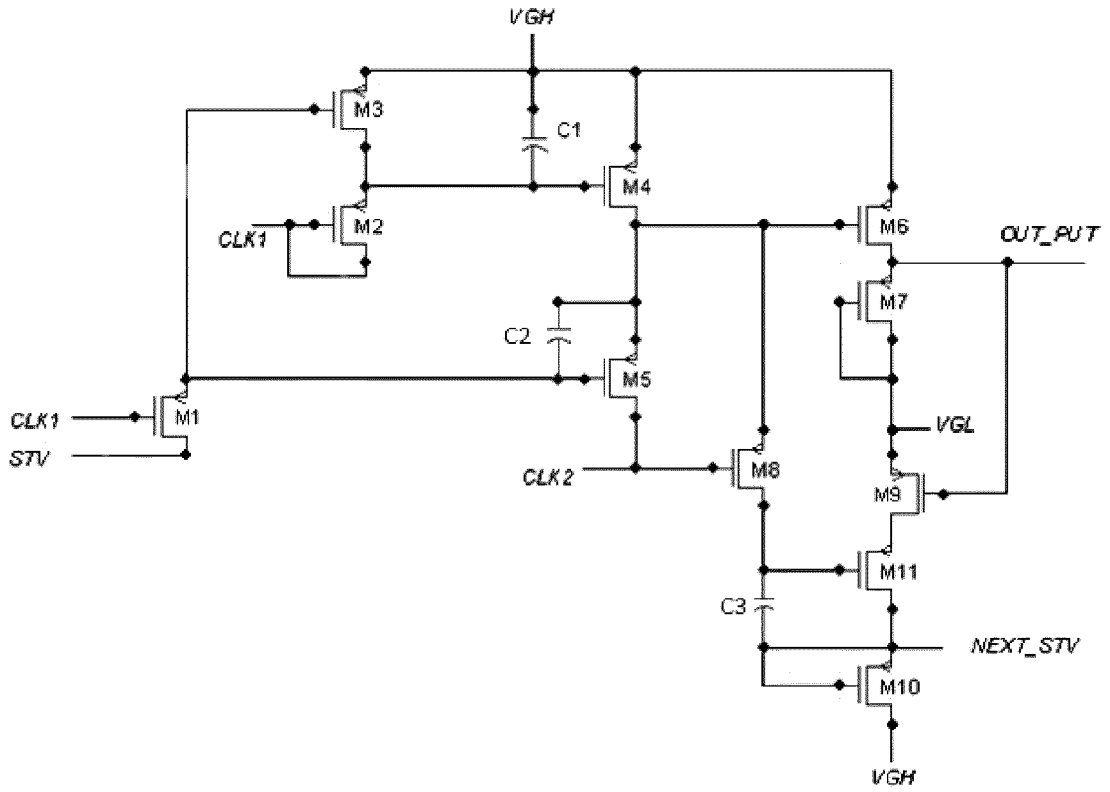 VGH
M3
C1
M4
M2
CLK1
M6
OUT_PUT
M7
C2
M5
CLK1
M1
STV
VGL
CLK2
M8
M9
M11
C3
NEXT_STV
M10
VGH